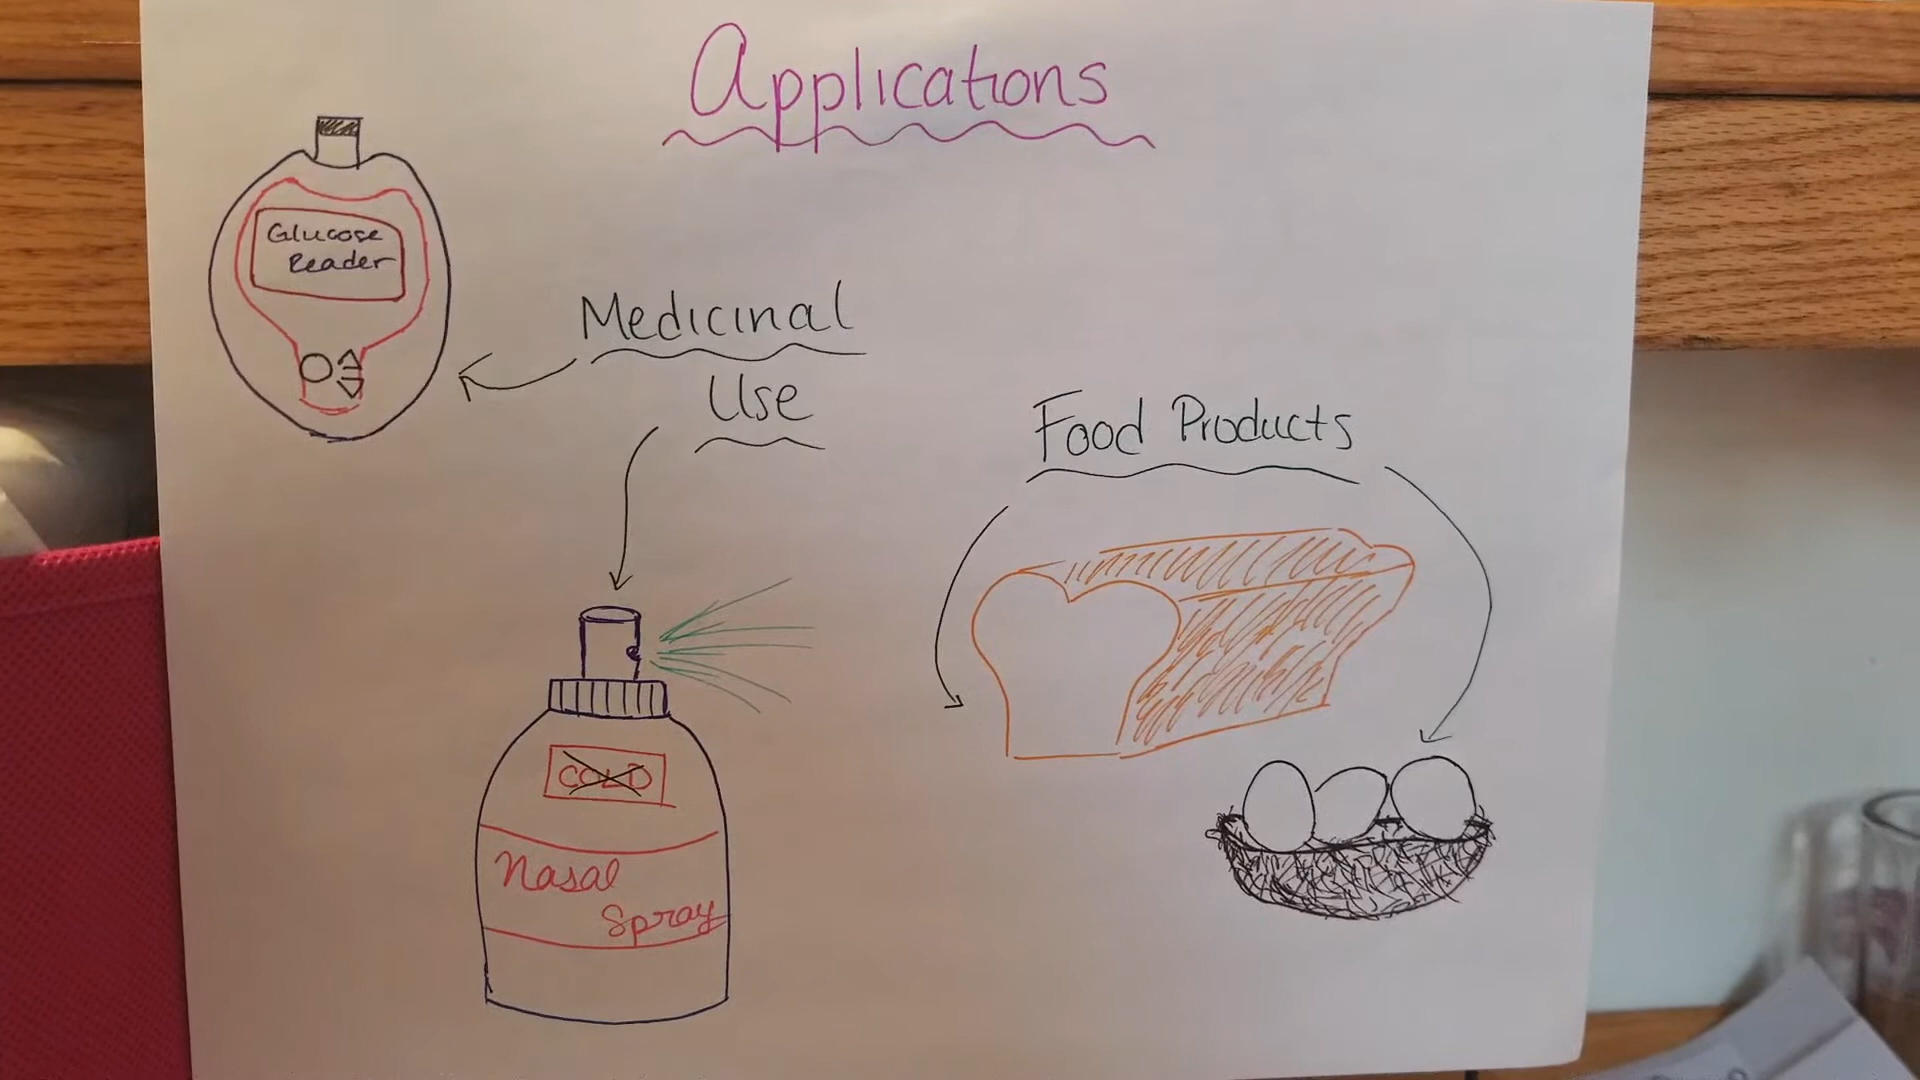 Applications
Glucose
Reader
Medicinal
Use
Food Products
COLD
Nasal
Spray